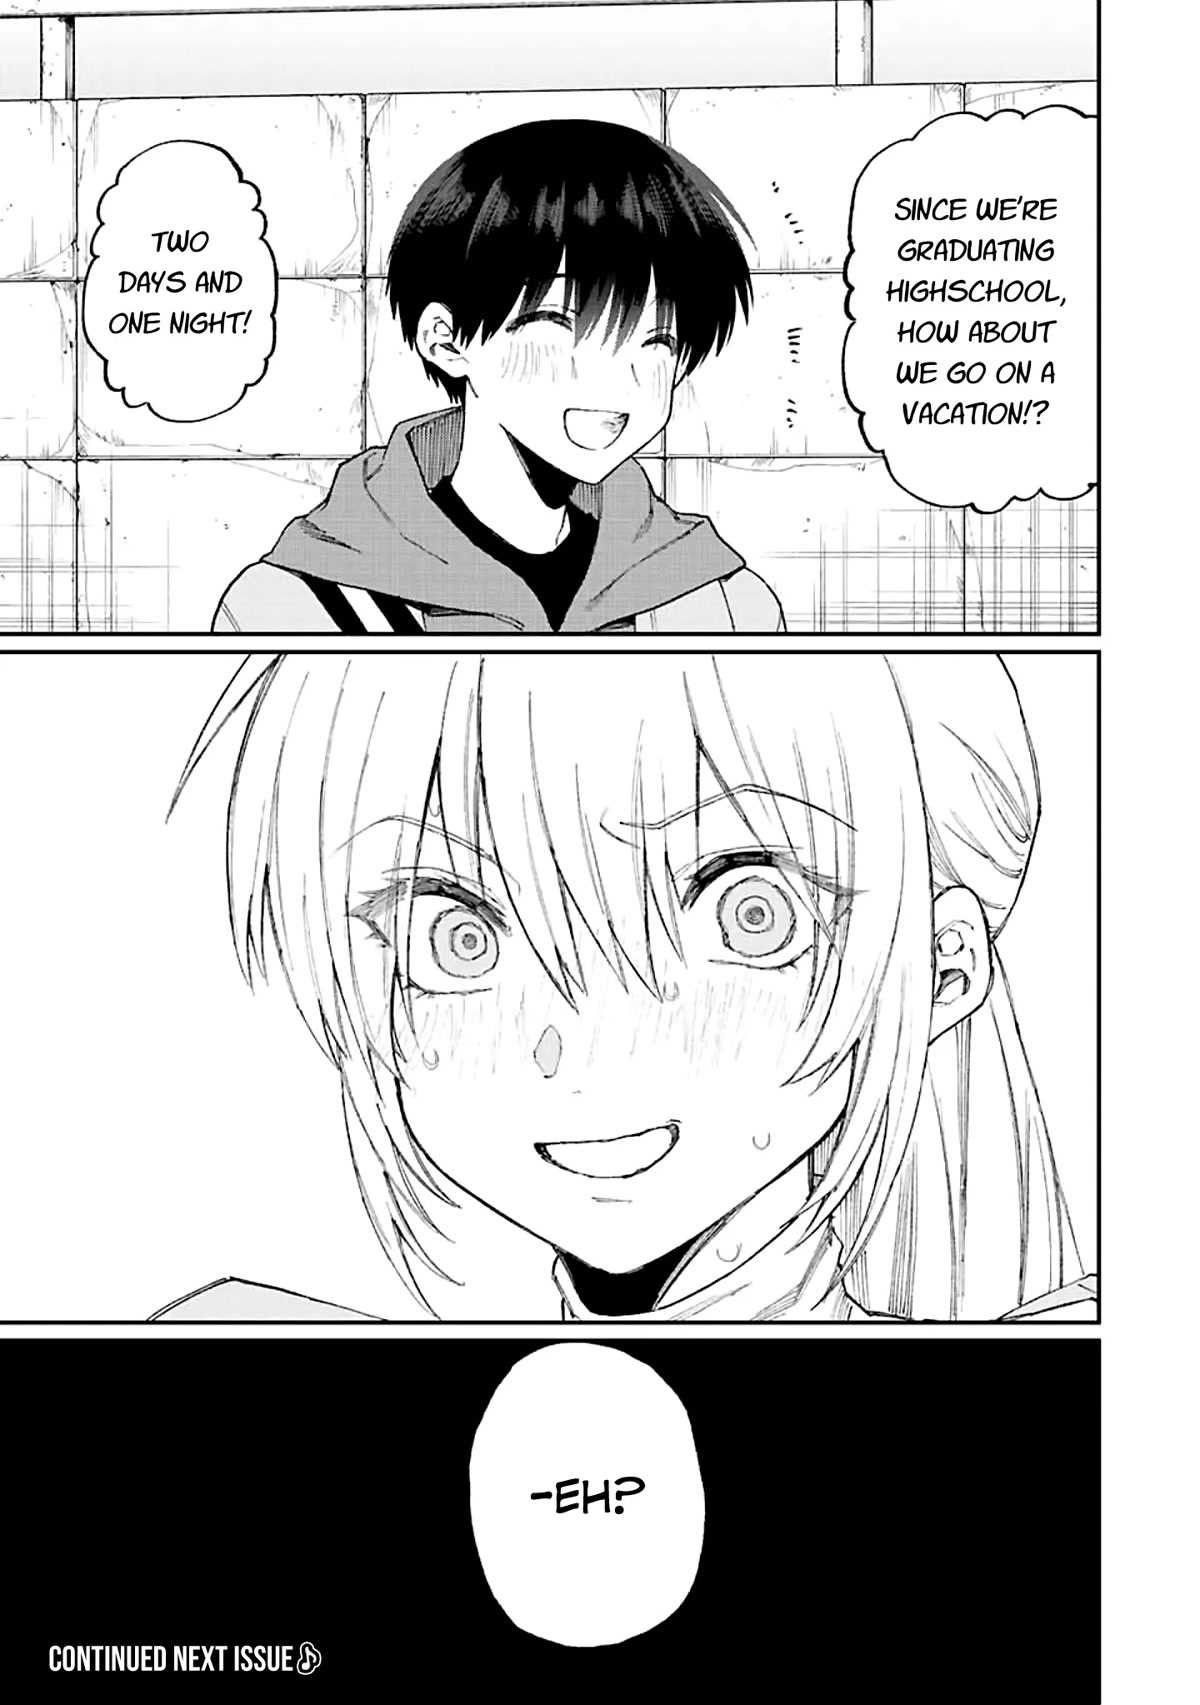 SINCE WE'RE
GRADUATING
HIGHSCHOOL,
HOW ABOUT
WE GO ON A
VACATION!?
TWO
DAYS AND
ONE NIGHT!
-EH?
CONTINUED NEXT ISSUE